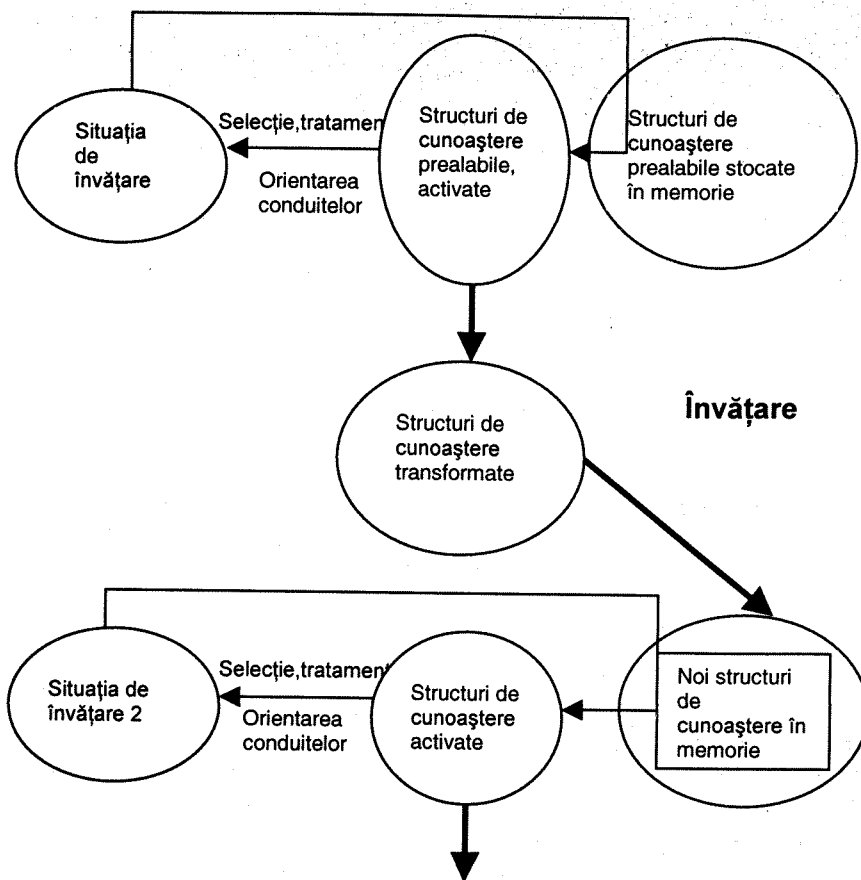 Situația
de
învățare
Selecție,tratament
Orientarea
conduitelor
Structuri de
cunoaştere
prealabile,
activate
Structuri de
cunoaştere
prealabile stocate
în memorie
Structuri de
cunoaştere
transformate
Învățare
Situația de
învățare 2
Selecție,tratament
Orientarea
conduitelor
Structuri de
cunoaştere
activate
Noi structuri
de
cunoaştere în
memorie